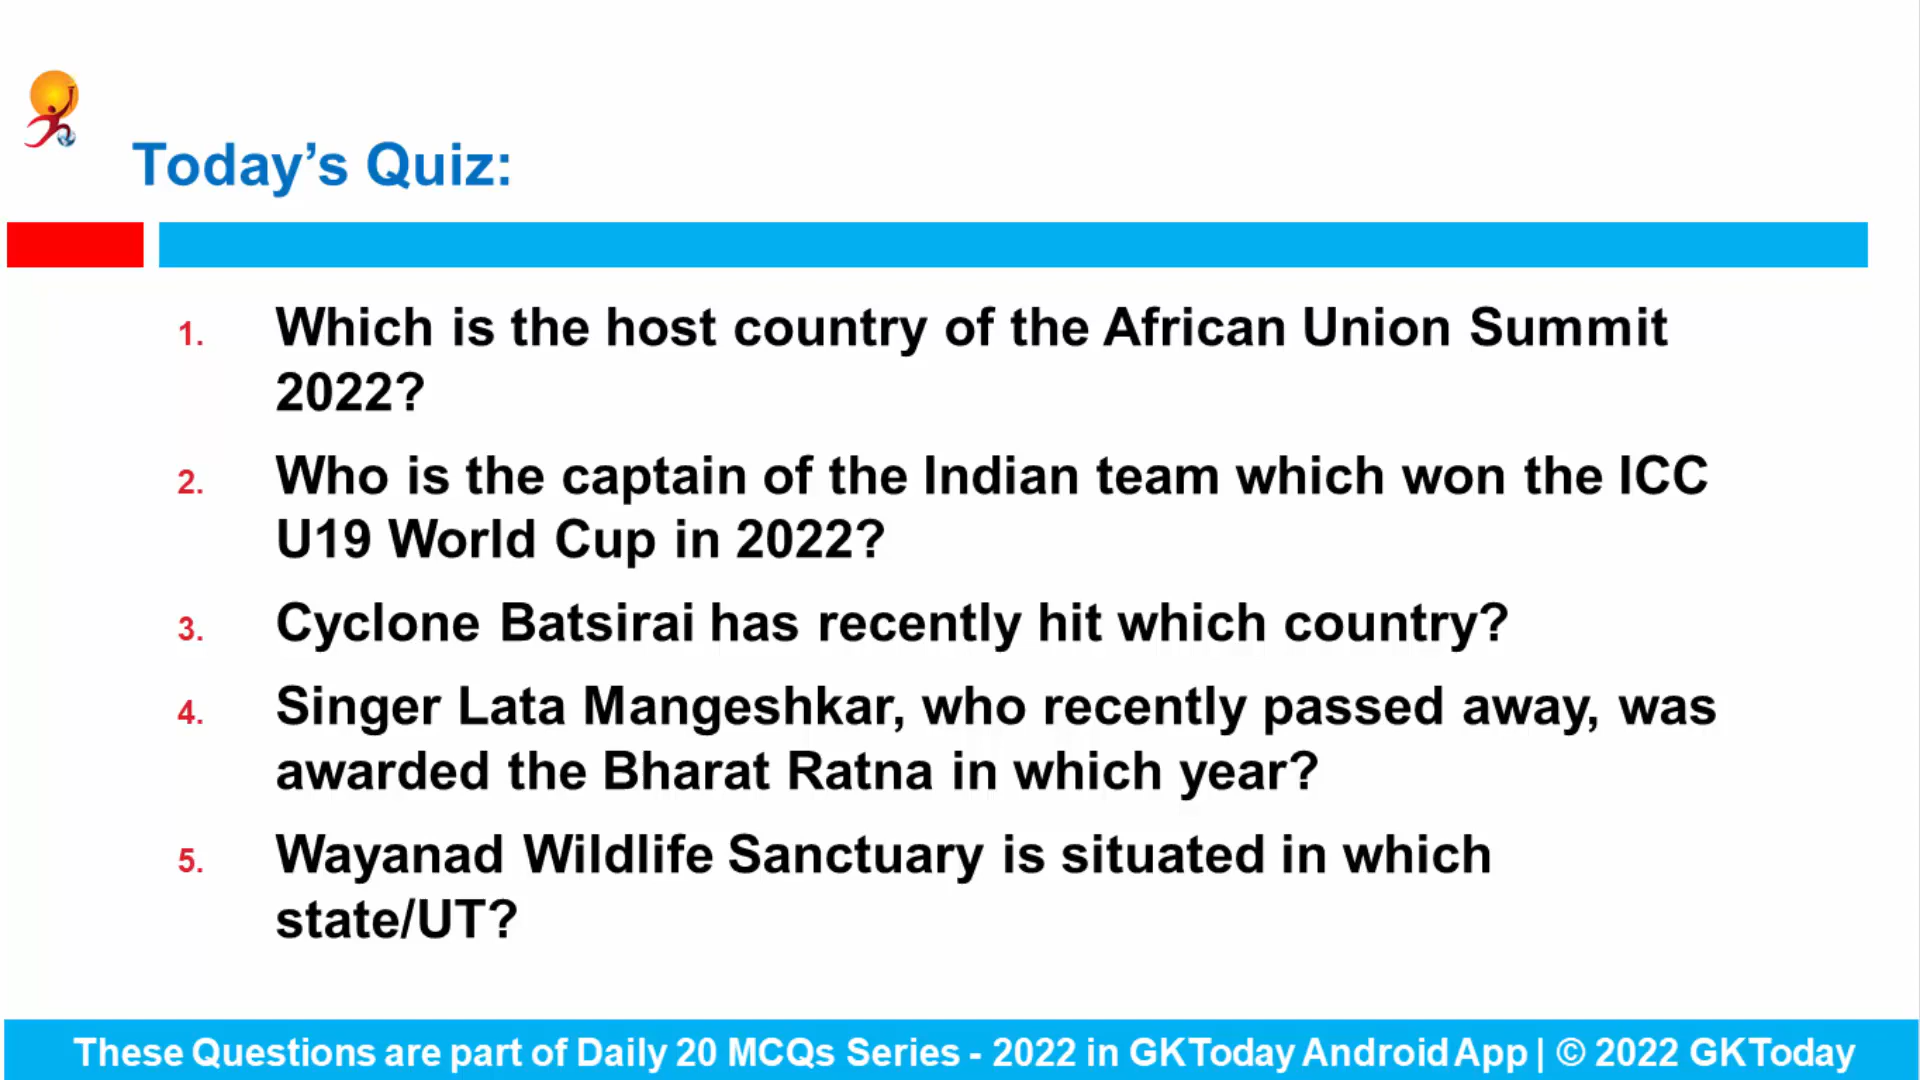 Today’s Quiz:
1. Which is the host country of the African Union Summit
2022?
2. Who is the captain of the Indian team which won the ICC
U19 World Cup in 2022?
3. Cyclone Batsirai has recently hit which country?
4. Singer Lata Mangeshkar, who recently passed away, was
awarded the Bharat Ratna in which year?
5. Wayanad Wildlife Sanctuary is situated in which
state/UT?
These Questions are part of Daily 20 MCQs Series - 2022 in GKToday Android App | © 2022 GKToday